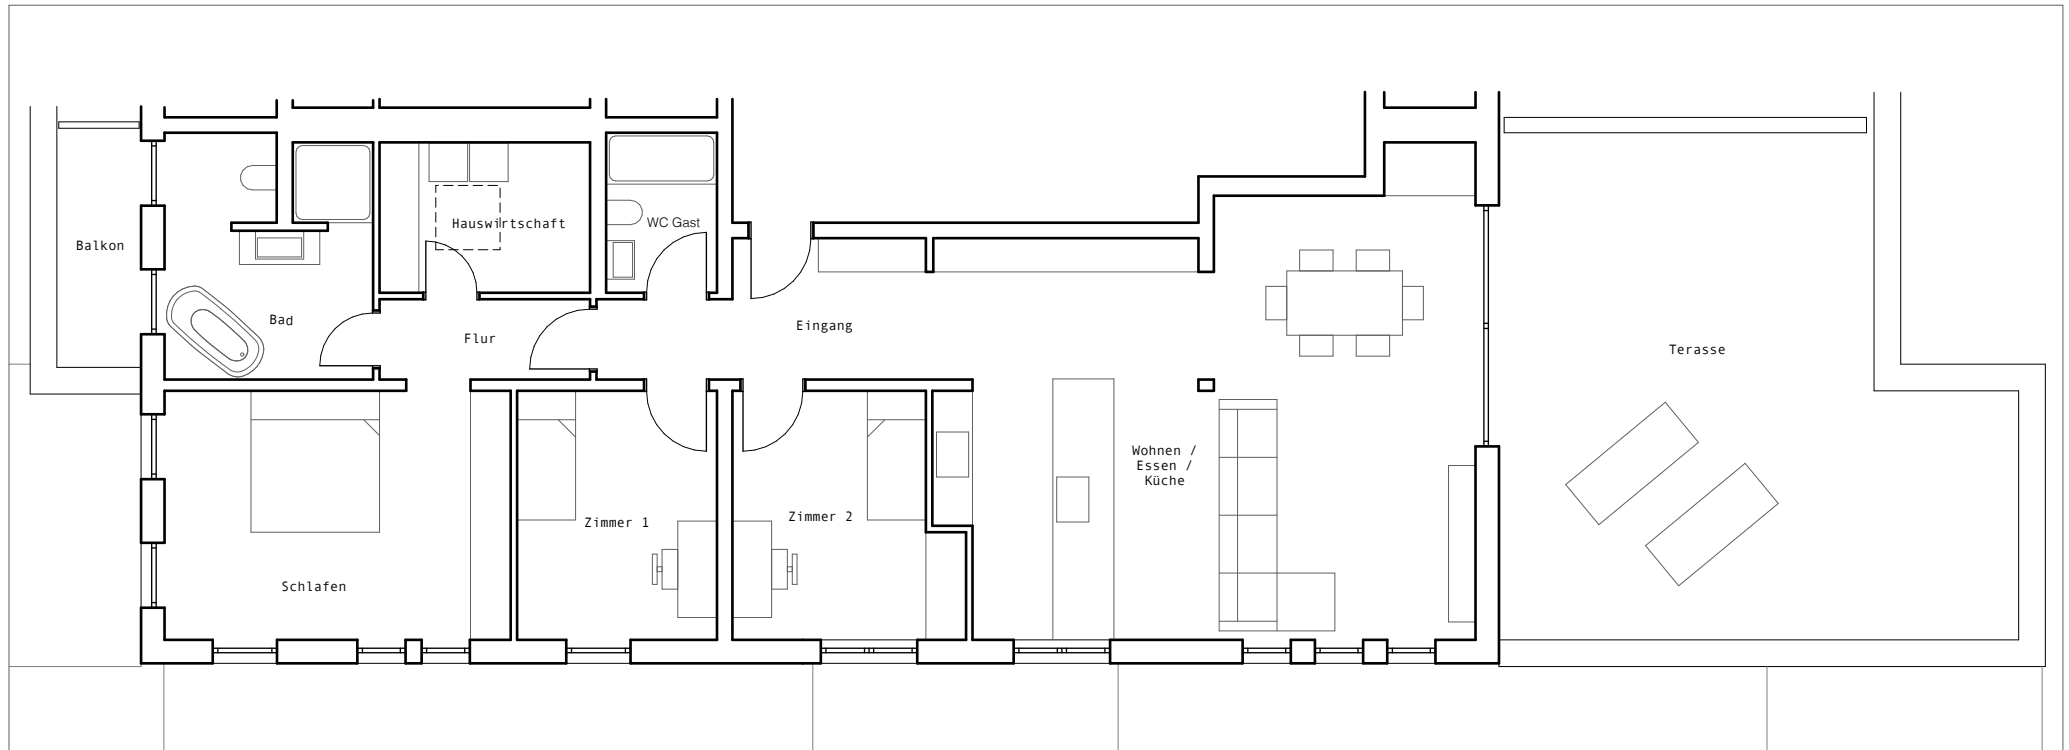 Hauswirtschaft
WC Gast
Balkon
Bad
Flur
Eingang
Terasse
Wohnen /
Essen /
Küche
Zimmer 1
Zimmer 2
Schlafen